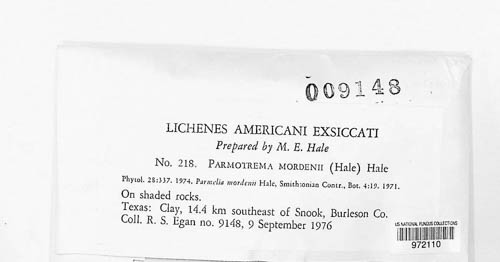 009148
LICHENES AMERICANI EXSICCATI
Prepared by M. E. Hale
No. 218. PARMOTREMA MORDENII (Hale) Hale
Phytol. 28:337. 1974. Parmelia mordenii Hale, Smithsonian Contr., Bot. 4:19. 1971.
On shaded rocks.
Texas: Clay, 14.4 km southeast of Snook, Burleson Co.
Coll. R. S. Egan no. 9148, 9 September 1976
US NATIONAL FUNGUS COLLECTIONS
972110